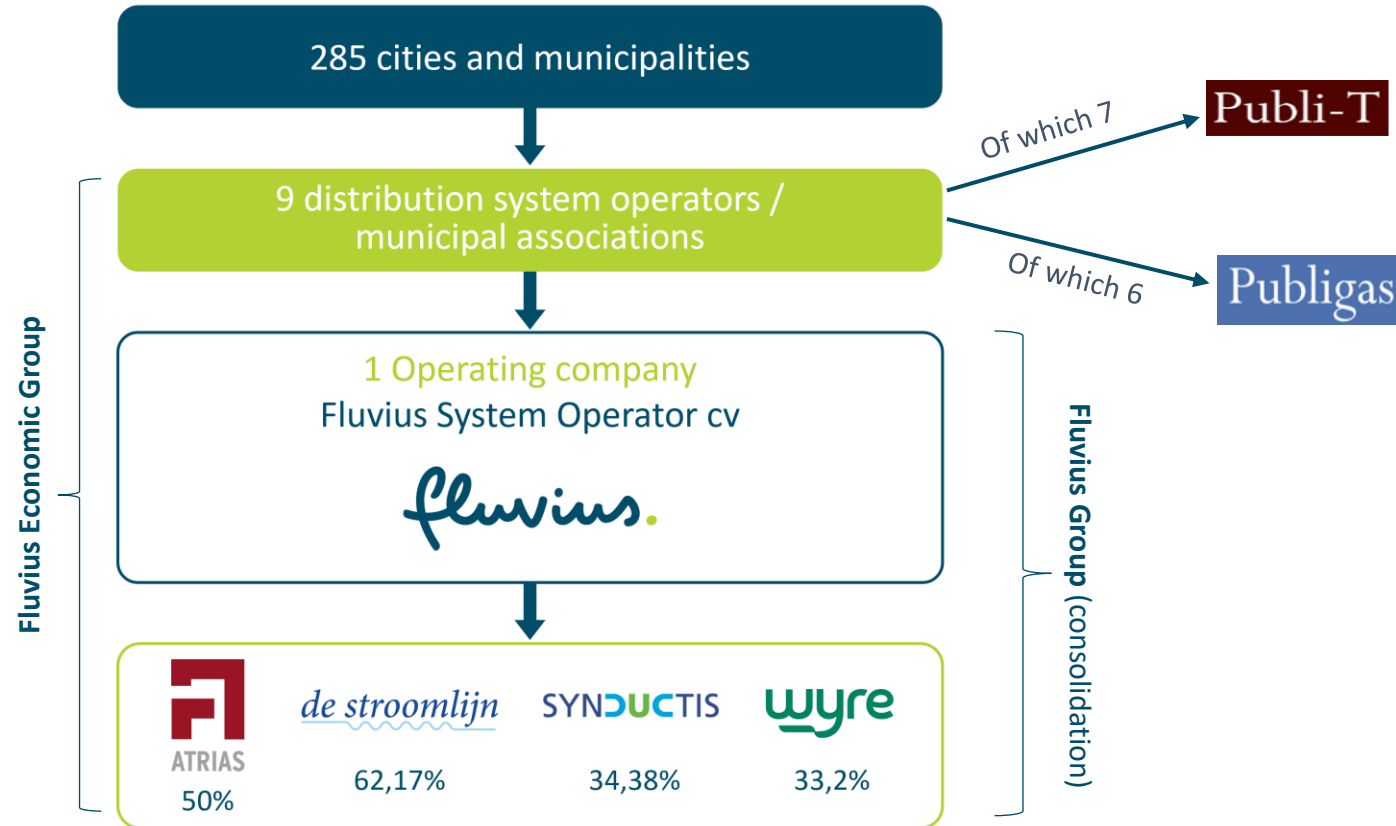 285 cities and municipalities
Of which 7
Publi-T
9 distribution system operators /
municipal associations
Of which 6
Publigas
Fluvius Economic Group
1 Operating company
Fluvius System Operator cv
fluvius.
Fluvius Group (consolidation)
ATRIAS
50%
de stroomlijn
62,17%
SYNDUCTIS
34,38%
wyre
33,2%